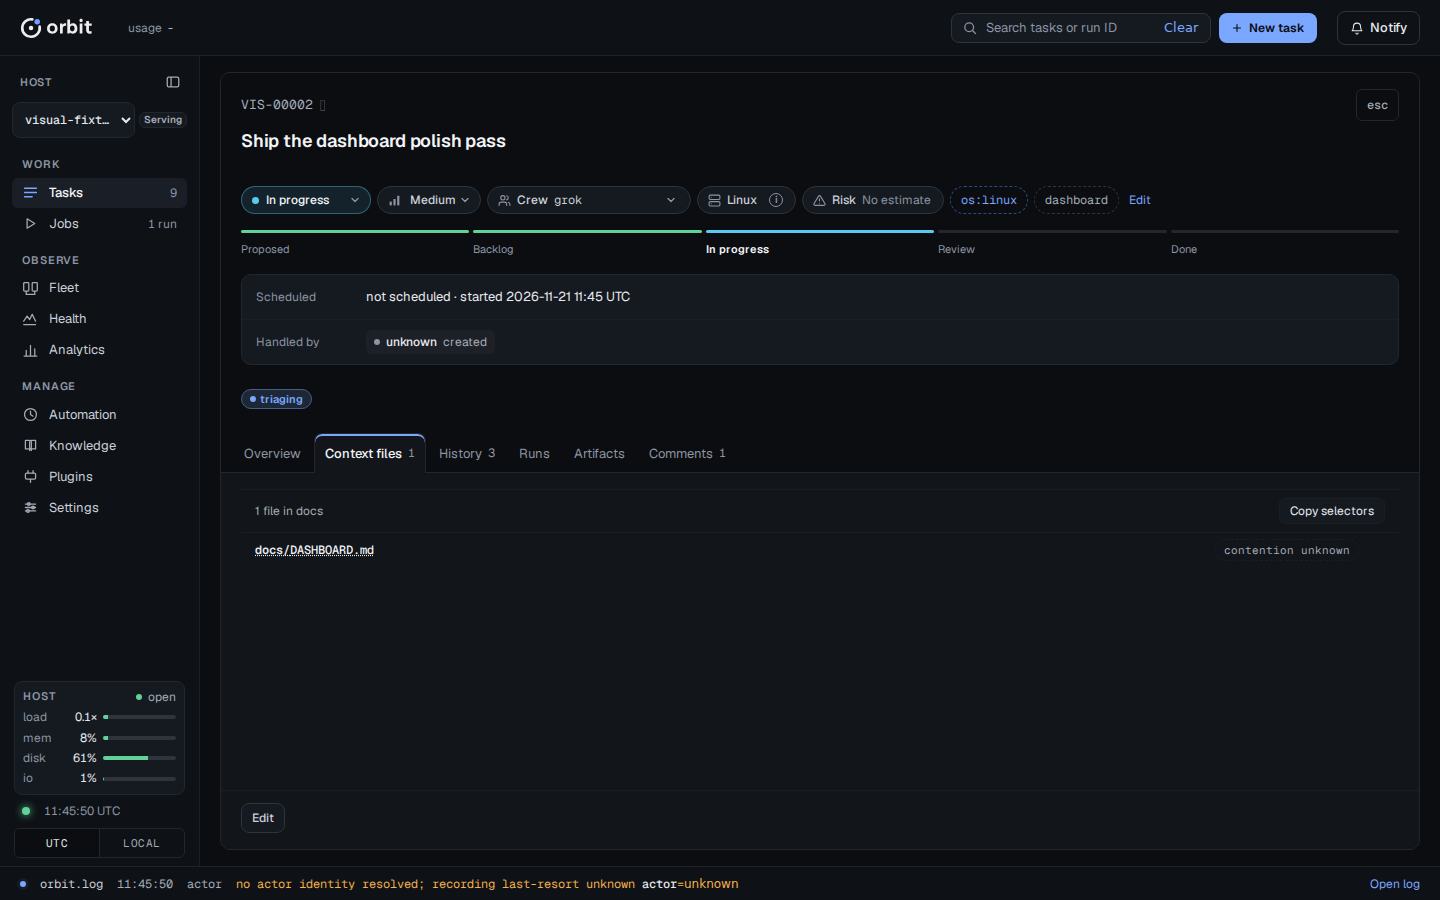 orbit
usage -
Search tasks or run ID
Clear
+ New task
Notify
HOST
visual-fixt…
Serving
WORK
Tasks 9
Jobs 1 run
OBSERVE
Fleet
Health
Analytics
MANAGE
Automation
Knowledge
Plugins
Settings
HOST open
load 0.1×
mem 8%
disk 61%
io 1%
11:45:50 UTC
UTC LOCAL
VIS-00002
esc
Ship the dashboard polish pass
In progress
Medium
Crew grok
Linux
Risk No estimate
os:linux
dashboard
Edit
Proposed
Backlog
In progress
Review
Done
Scheduled not scheduled · started 2026-11-21 11:45 UTC
Handled by unknown created
triaging
Overview
Context files 1
History 3
Runs
Artifacts
Comments 1
1 file in docs
Copy selectors
docs/DASHBOARD.md
contention unknown
Edit
orbit.log 11:45:50 actor no actor identity resolved; recording last-resort unknown actor=unknown
Open log